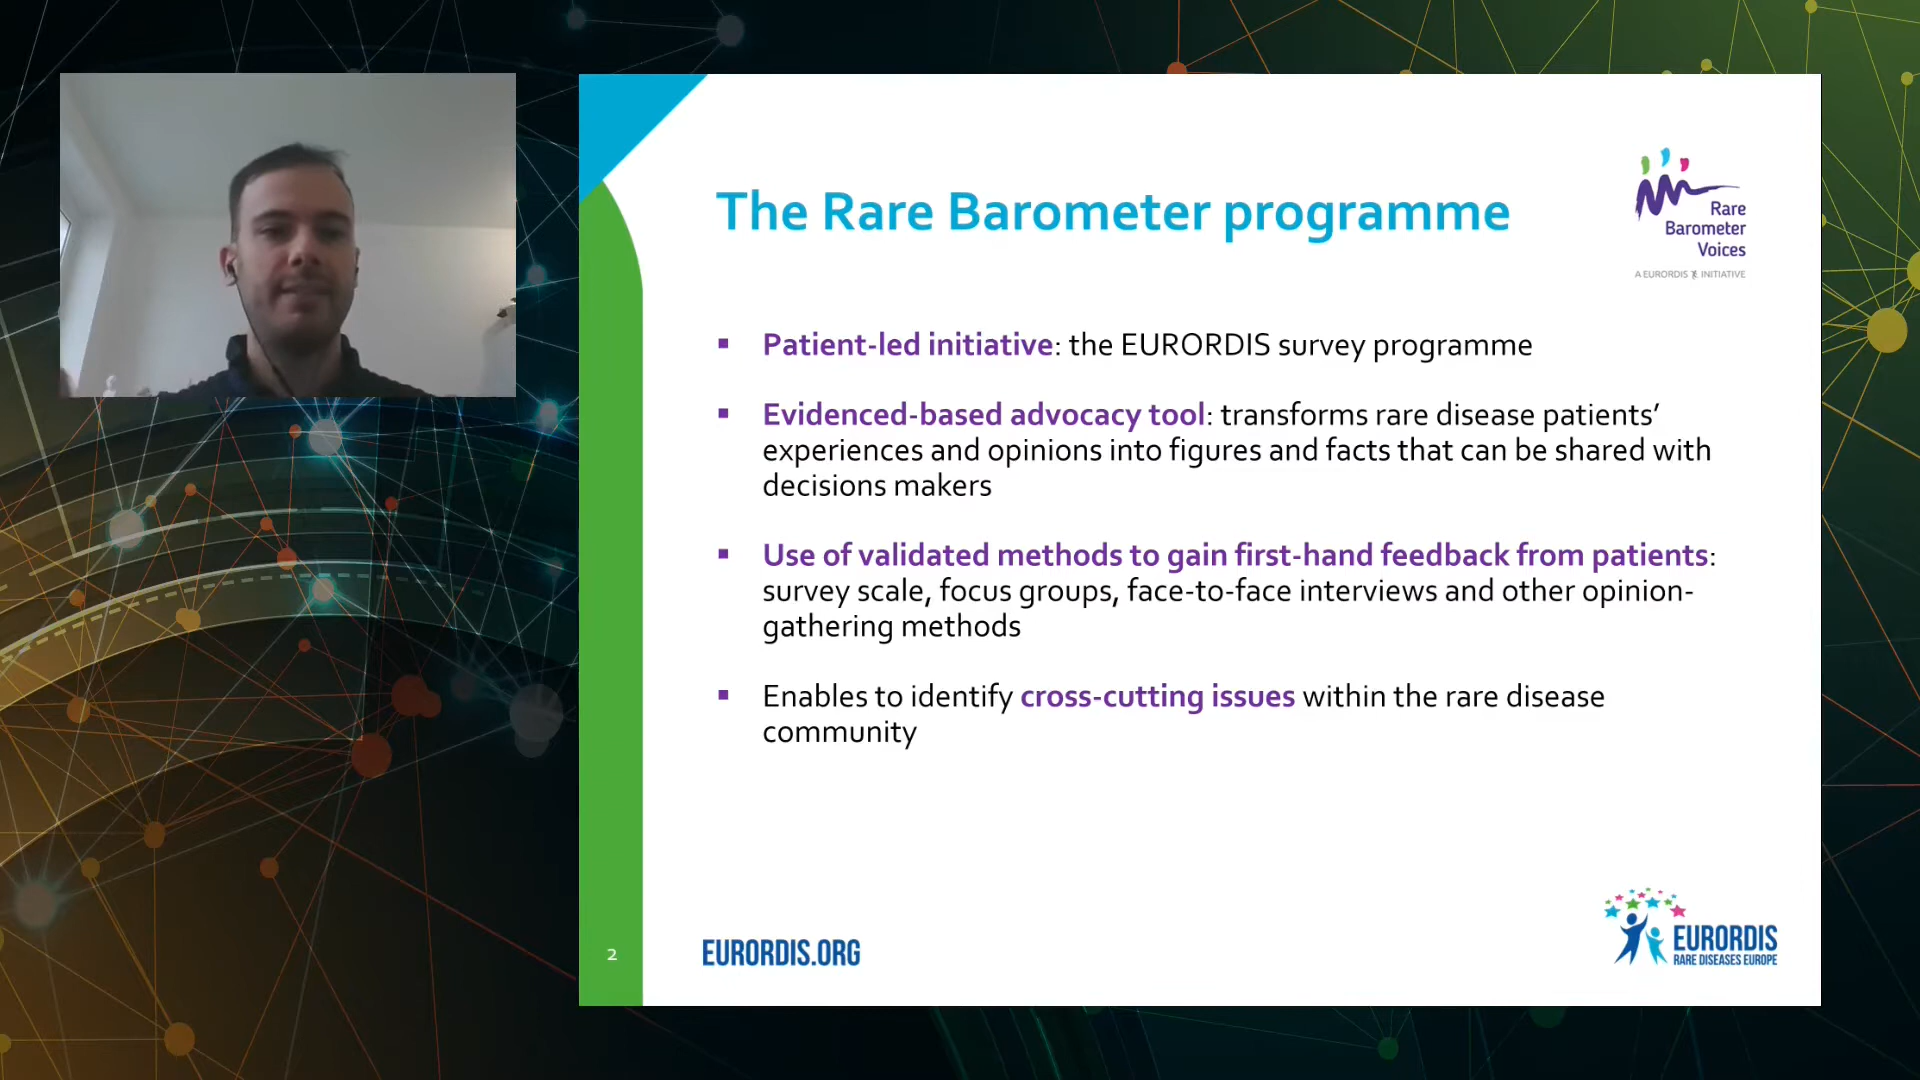 The Rare Barometer programme
Rare
Barometer
Voices
A EURORDIS INITIATIVE
▪ Patient-led initiative: the EURORDIS survey programme
▪ Evidenced-based advocacy tool: transforms rare disease patients’
experiences and opinions into figures and facts that can be shared with
decisions makers
▪ Use of validated methods to gain first-hand feedback from patients:
survey scale, focus groups, face-to-face interviews and other opinion-
gathering methods
▪ Enables to identify cross-cutting issues within the rare disease
community
2
EURORDIS.ORG
EURORDIS
RARE DISEASES EUROPE